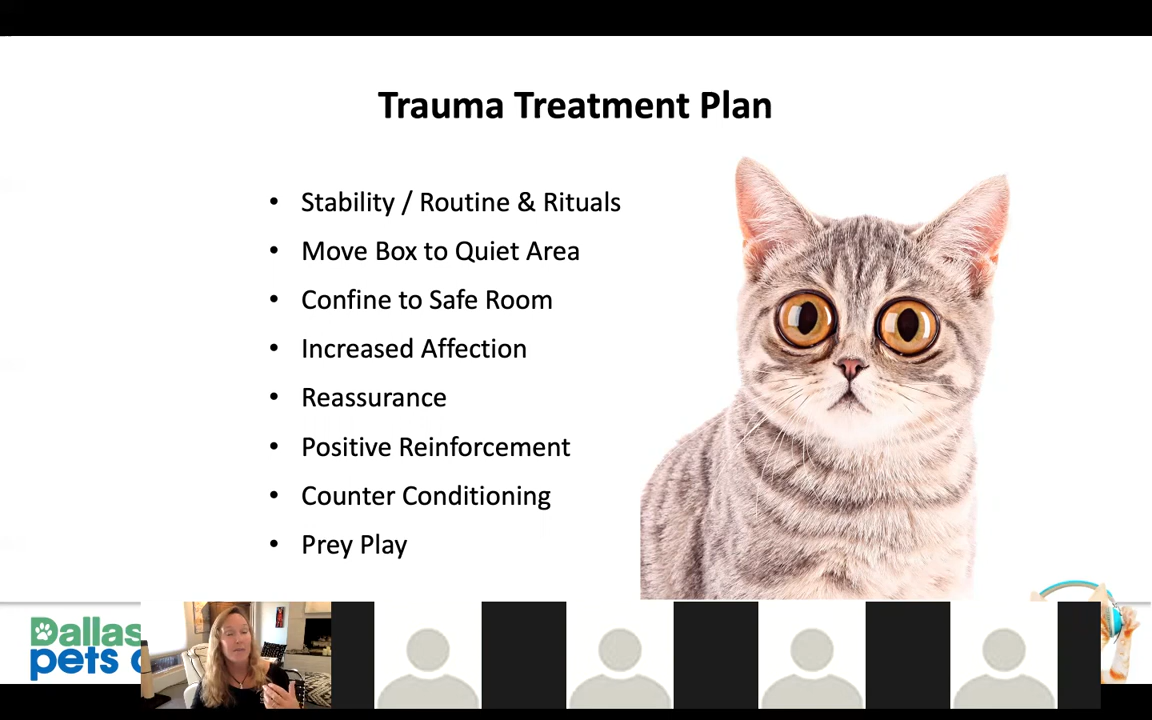 Trauma Treatment Plan
• Stability / Routine & Rituals
• Move Box to Quiet Area
• Confine to Safe Room
• Increased Affection
• Reassurance
• Positive Reinforcement
• Counter Conditioning
• Prey Play
Dallas
pets